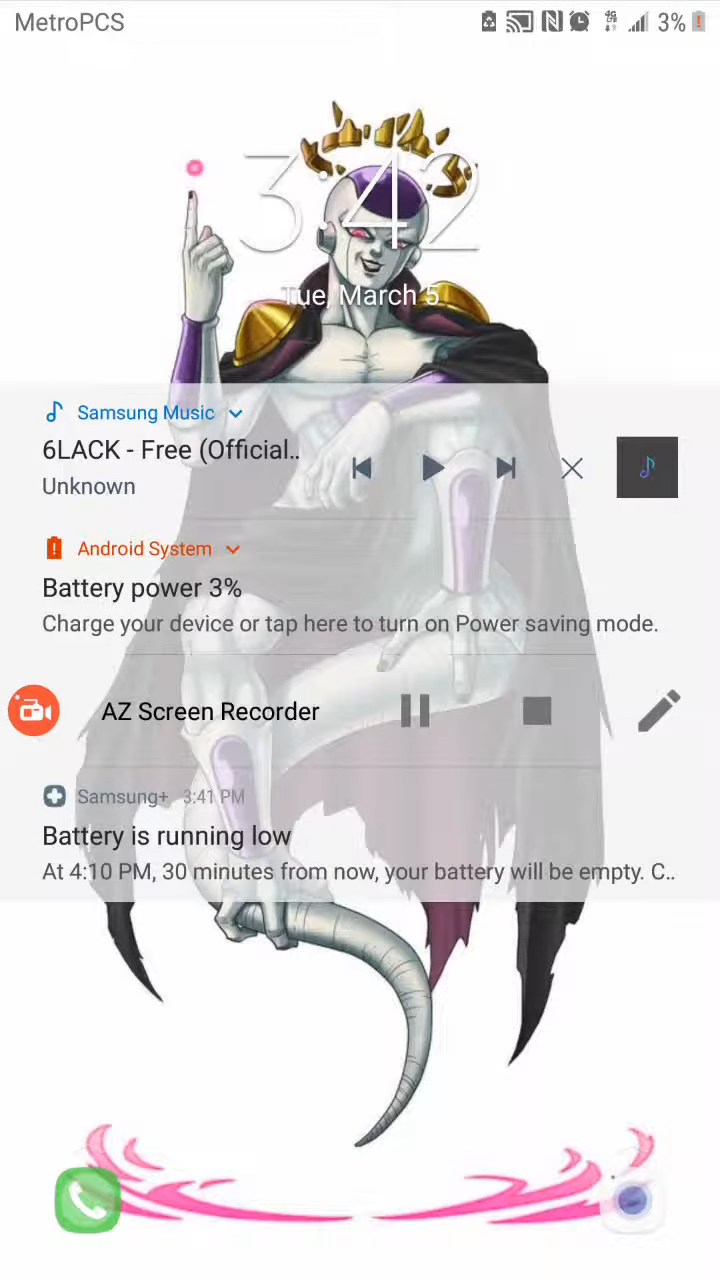 MetroPCS
4G LTE 3%
3:42
Tue, March 5
Samsung Music
6LACK - Free (Official..
Unknown
Android System
Battery power 3%
Charge your device or tap here to turn on Power saving mode.
AZ Screen Recorder
Samsung+ 3:41 PM
Battery is running low
At 4:10 PM, 30 minutes from now, your battery will be empty. C..